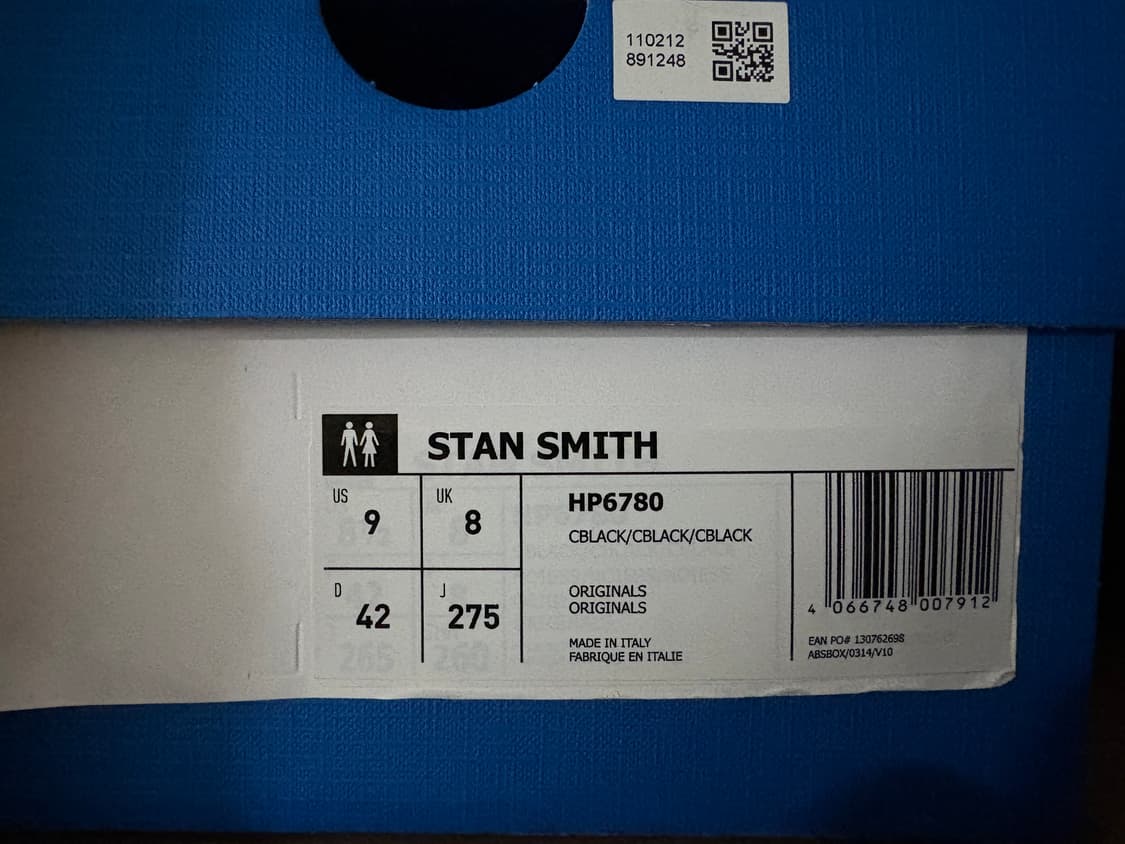 110212
891248
STAN SMITH
US
9
UK
8
D
42
J
275
HP6780
CBLACK/CBLACK/CBLACK
ORIGINALS
ORIGINALS
MADE IN ITALY
FABRIQUE EN ITALIE
4 066748 007912
EAN PO# 130762698
ABSBOX/0314/V10